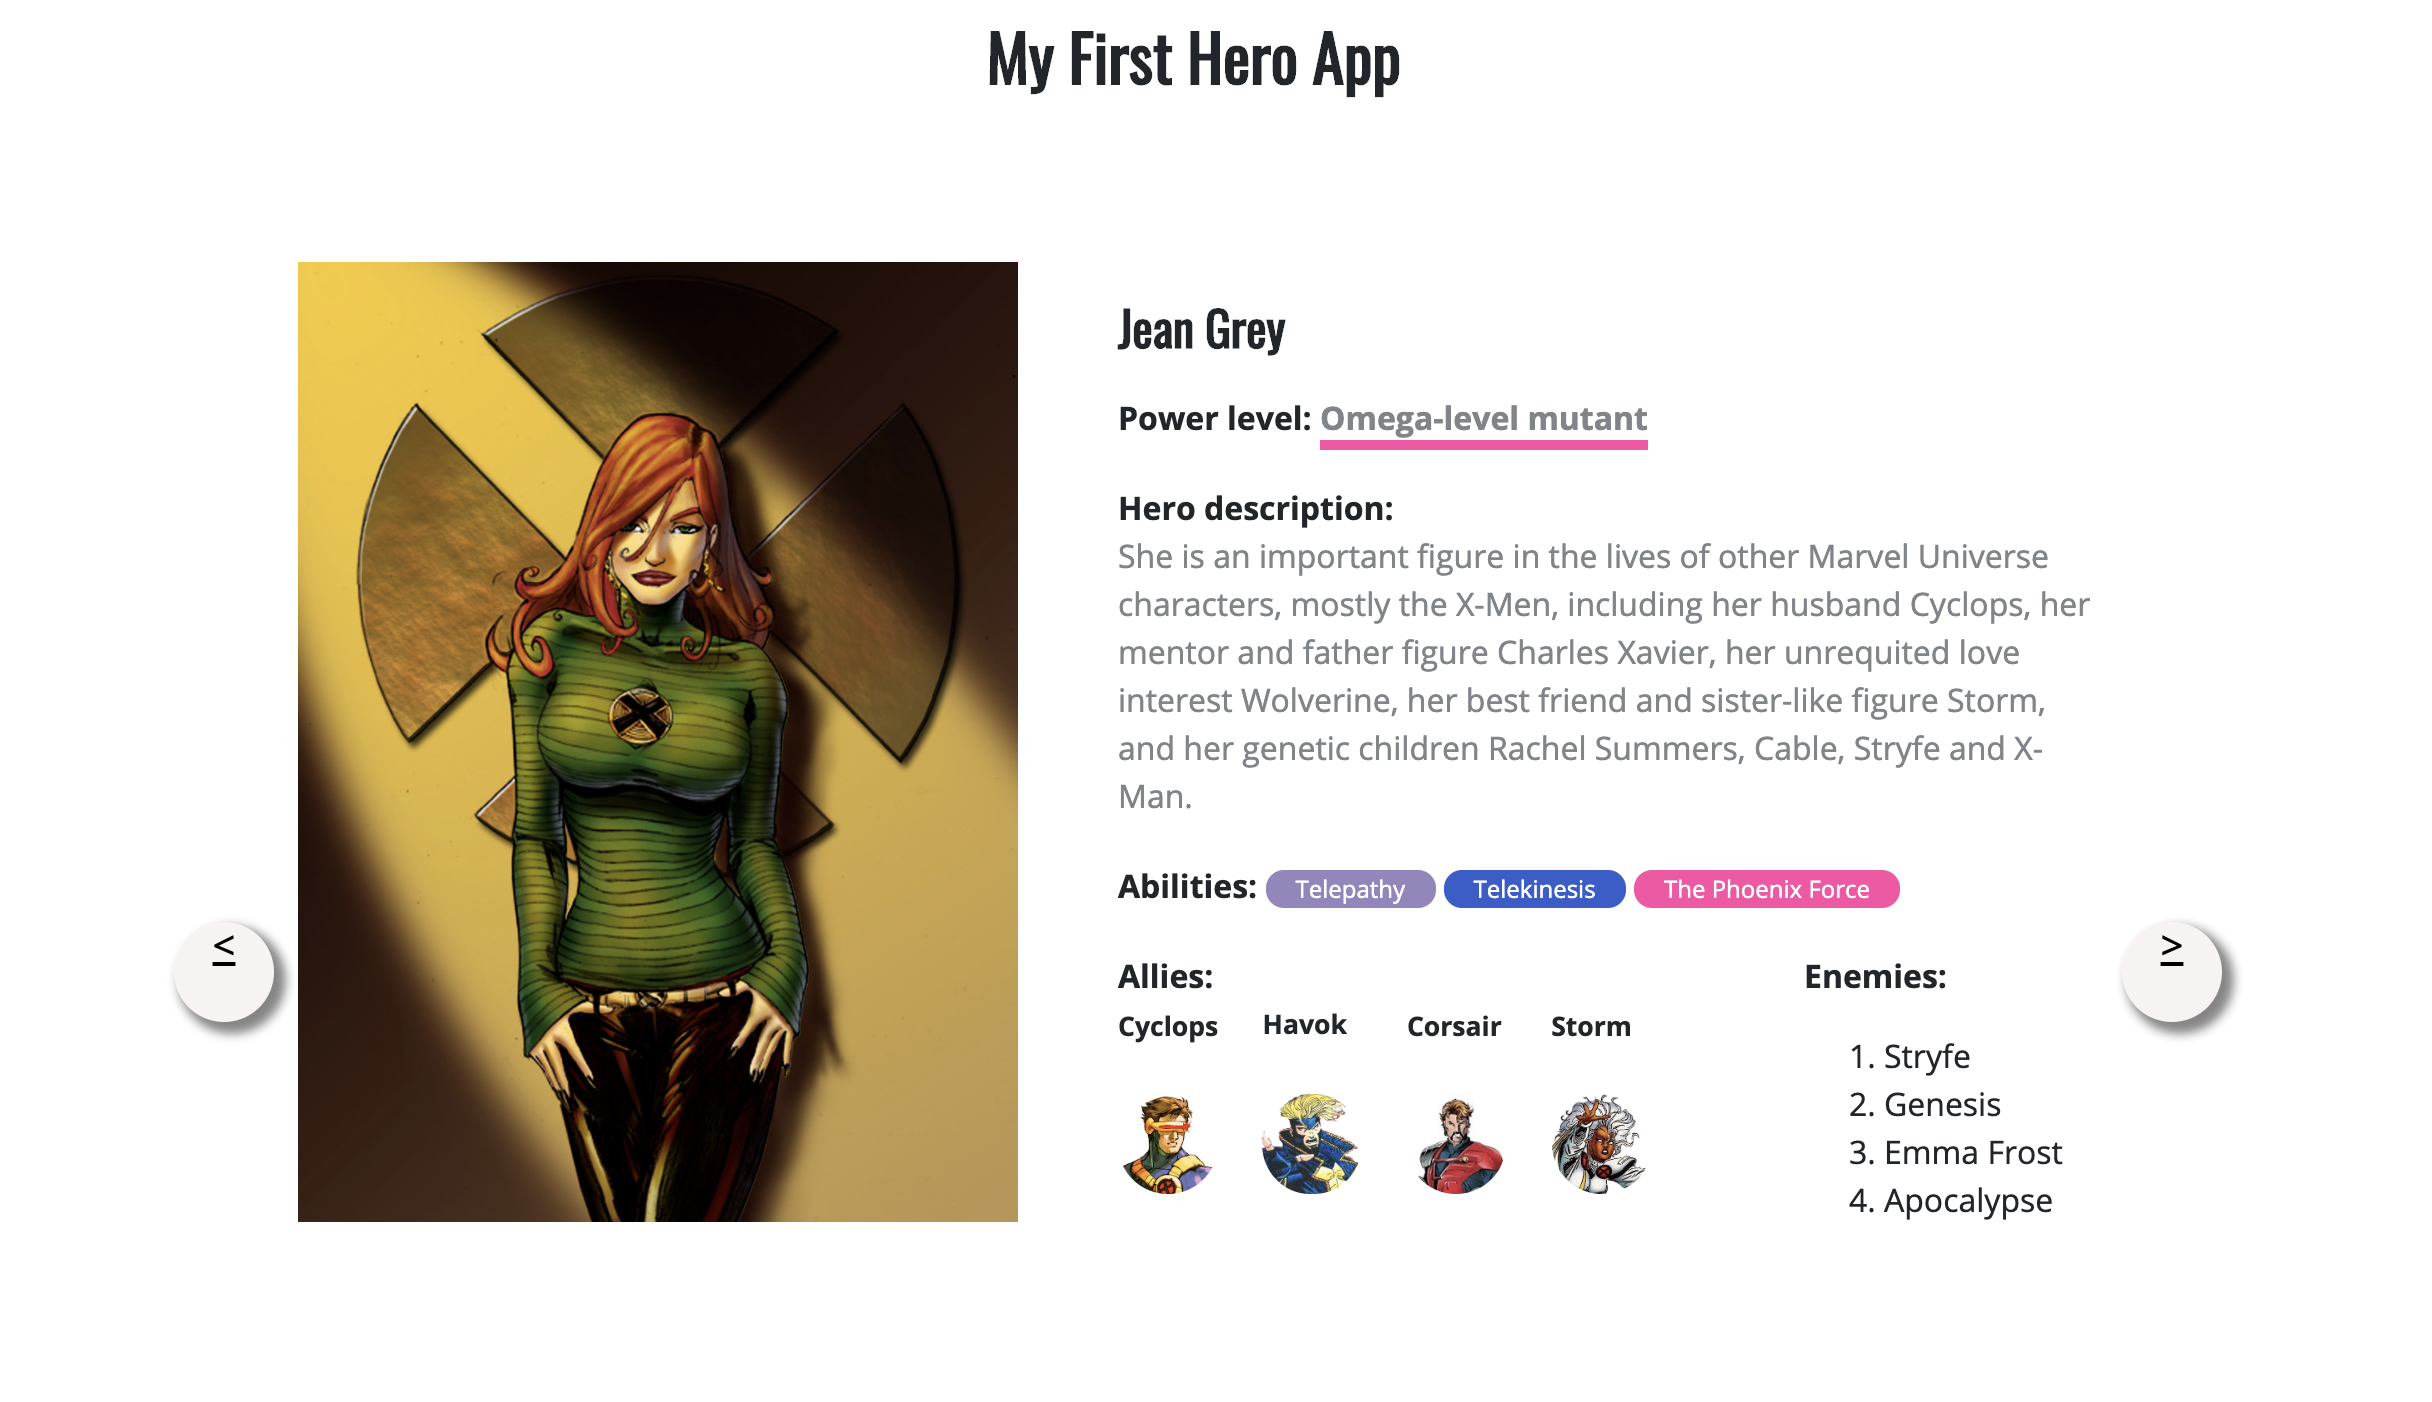 My First Hero App
Jean Grey
Power level: Omega-level mutant
Hero description:
She is an important figure in the lives of other Marvel Universe
characters, mostly the X-Men, including her husband Cyclops, her
mentor and father figure Charles Xavier, her unrequited love
interest Wolverine, her best friend and sister-like figure Storm,
and her genetic children Rachel Summers, Cable, Stryfe and X-
Man.
Abilities: Telepathy Telekinesis The Phoenix Force
<
>
Allies:
Cyclops Havok Corsair Storm
Enemies:
1. Stryfe
2. Genesis
3. Emma Frost
4. Apocalypse